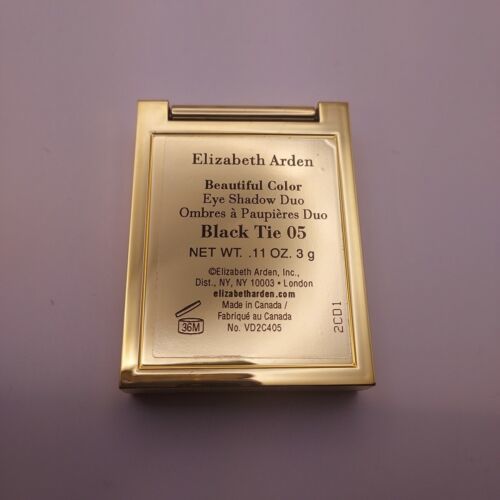 Elizabeth Arden
Beautiful Color
Eye Shadow Duo
Ombres à Paupières Duo
Black Tie 05
NET WT. .11 OZ. 3 g
©Elizabeth Arden, Inc.,
Dist., NY, NY 10003 • London
elizabetharden.com
Made in Canada /
Fabriqué au Canada
No. VD2C405
36M
2CD1